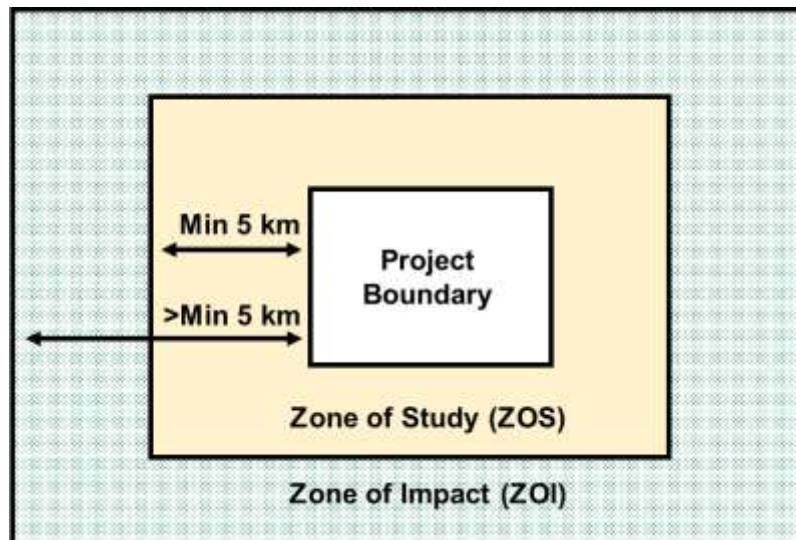 Min 5 km
Project
Boundary
>Min 5 km
Zone of Study (ZOS)
Zone of Impact (ZOI)